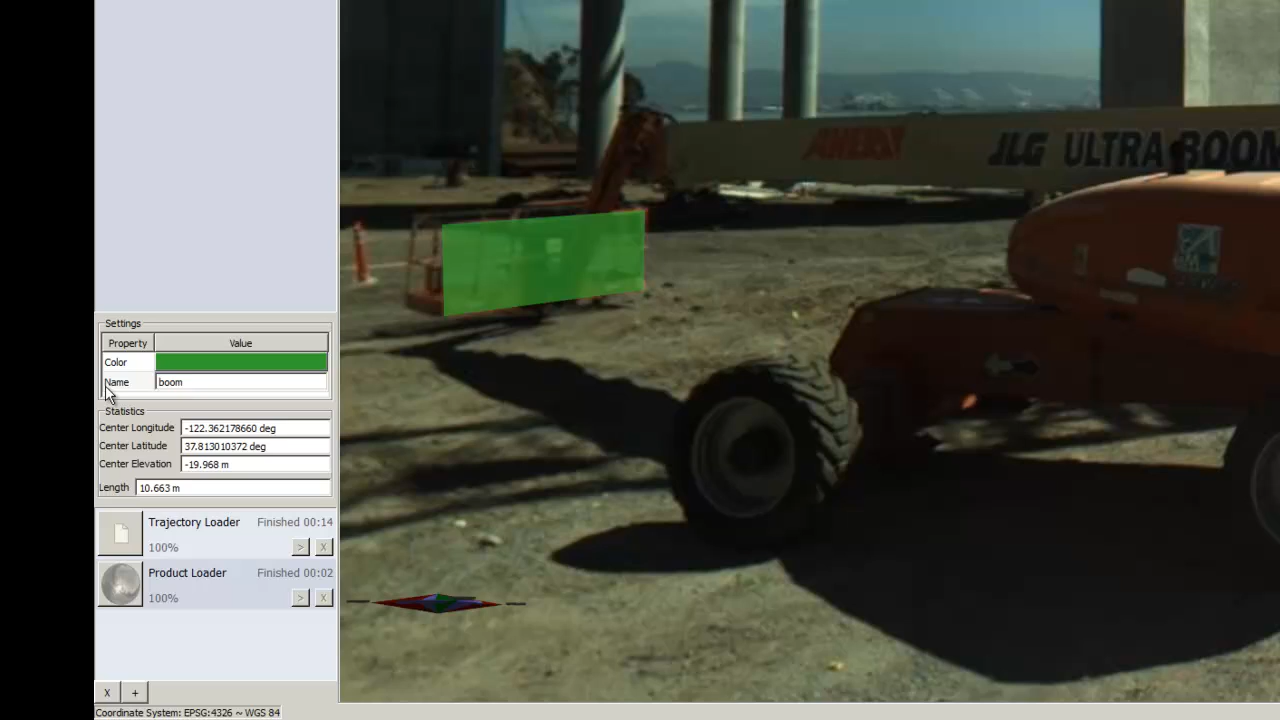 JLG ULTRA BOOM
Settings
Property Value
Color
Name boom
Statistics
Center Longitude -122.362178660 deg
Center Latitude 37.813010372 deg
Center Elevation -19.968 m
Length 10.663 m
Trajectory Loader Finished 00:14
100% > X
Product Loader Finished 00:02
100% > X
X +
Coordinate System: EPSG:4326 ~ WGS 84